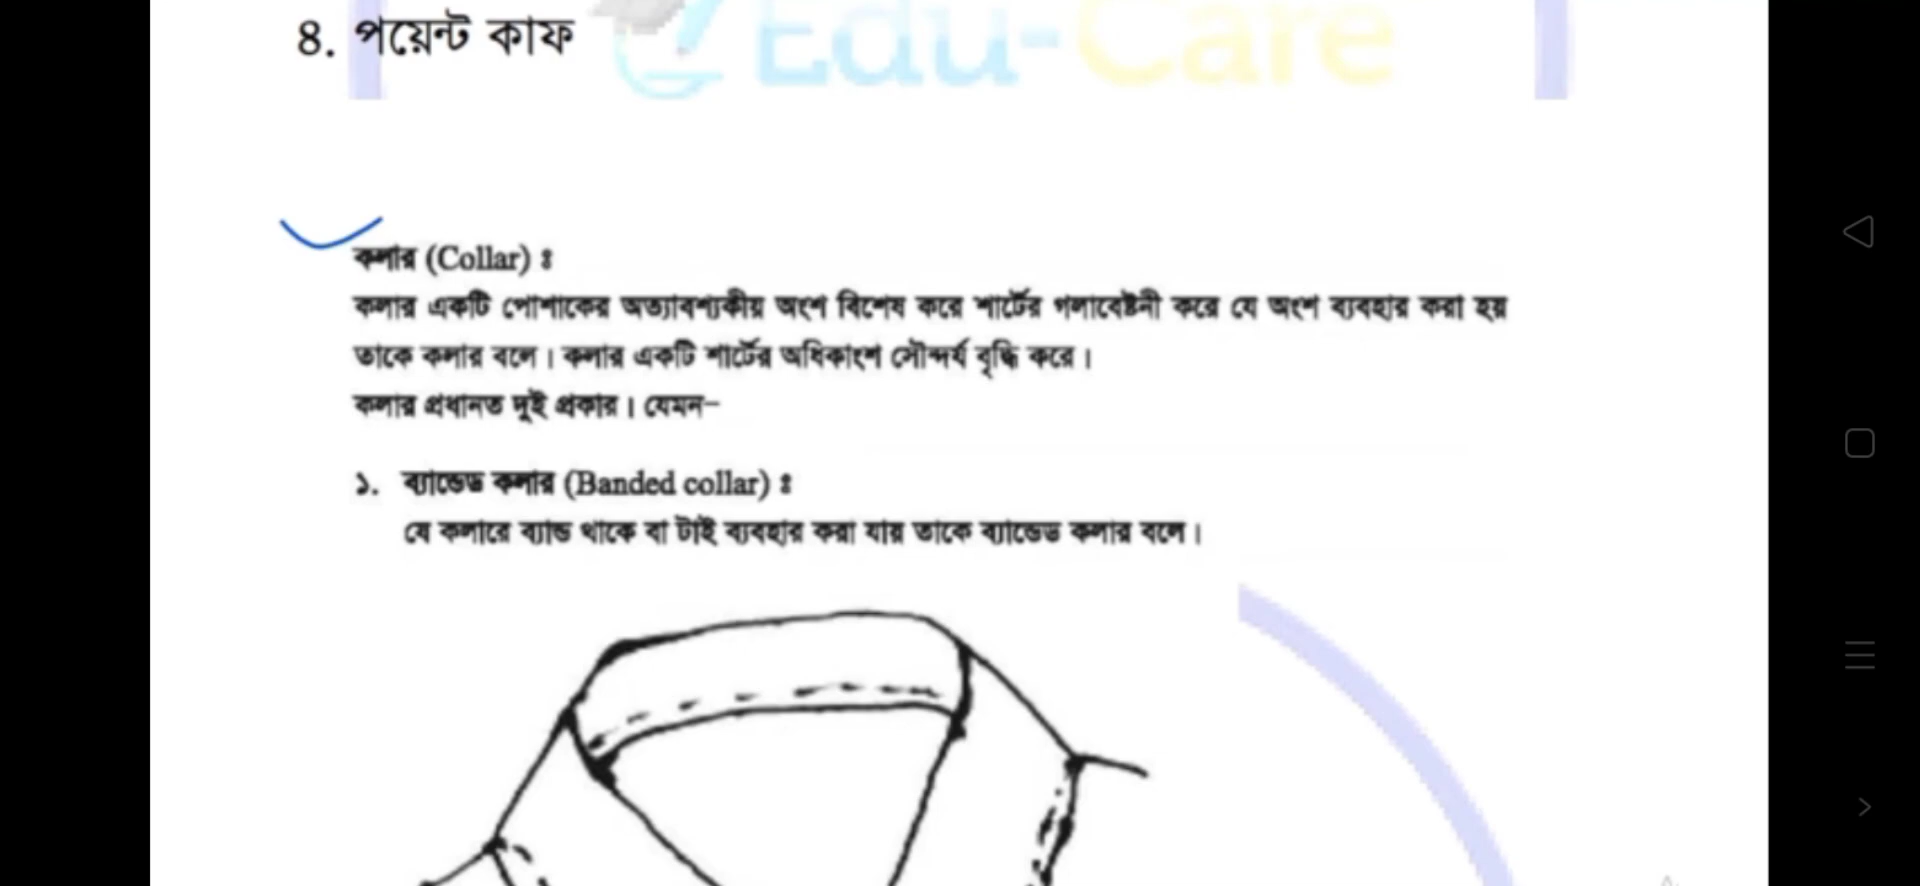 8. পয়েন্ট কাফ
Edu-Care
কলার (Collar) ঃ
কলার একটি পোশাকের অত্যাবশ্যকীয় অংশ বিশেষ করে শার্টের গলাবেষ্টনী করে যে অংশ ব্যবহার করা হয়
তাকে কলার বলে। কলার একটি শার্টের অধিকাংশ সৌন্দর্য বৃদ্ধি করে।
কলার প্রধানত দুই প্রকার। যেমন–
১. ব্যান্ডেড কলার (Banded collar) ঃ
যে কলারে ব্যান্ড থাকে বা টাই ব্যবহার করা যায় তাকে ব্যান্ডেড কলার বলে।